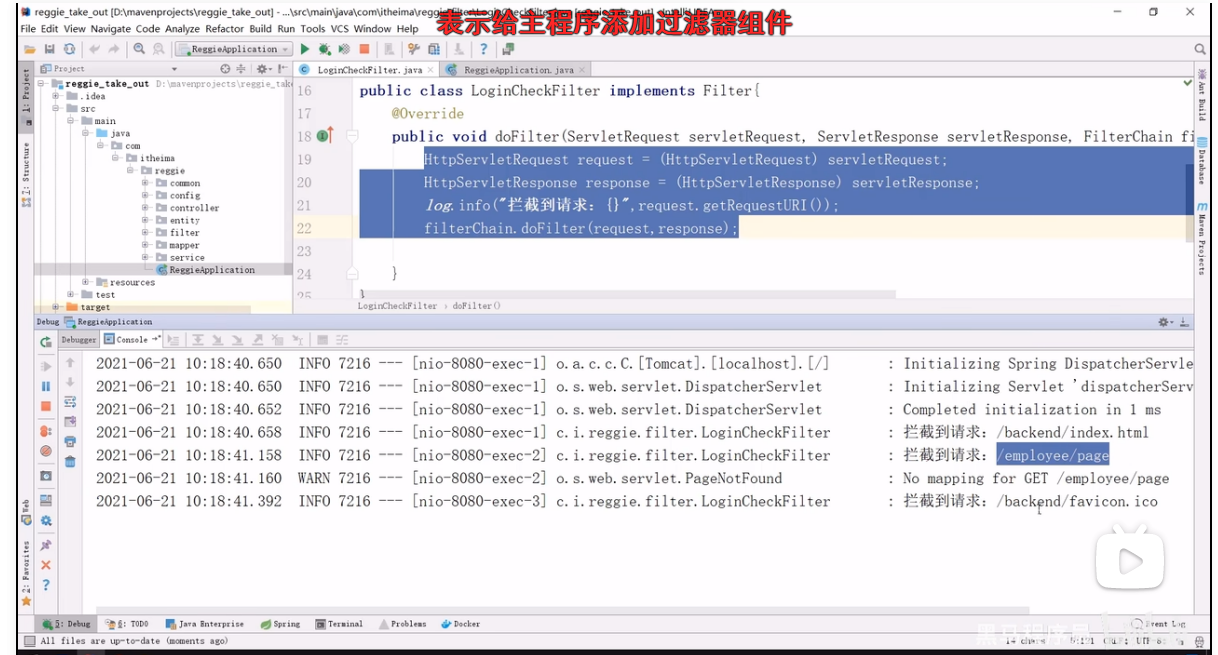 reggie_take_out [D:\mavenprojects\reggie_take_out] - ...\src\main\java\com\itheima\reggie
表示给主程序添加过滤器组件
File Edit View Navigate Code Analyze Refactor Build Run Tools VCS Window Help
ReggieApplication
Project
LoginCheckFilter.java
ReggieApplication.java
1: Project
Z: Structure
Web
2: Favorites
Ant Build
Database
Maven Projects
reggie_take_out D:\mavenprojects\reggie_take
.idea
src
main
java
com
itheima
reggie
common
config
controller
entity
filter
mapper
service
ReggieApplication
resources
test
target
16 public class LoginCheckFilter implements Filter{
17 @Override
18 public void doFilter(ServletRequest servletRequest, ServletResponse servletResponse, FilterChain fi
19 HttpServletRequest request = (HttpServletRequest) servletRequest;
20 HttpServletResponse response = (HttpServletResponse) servletResponse;
21 log.info("拦截到请求：{}",request.getRequestURI());
22 filterChain.doFilter(request,response);
23
24 }
25 }
LoginCheckFilter › doFilter()
Debug ReggieApplication
Debugger Console
2021-06-21 10:18:40.650 INFO 7216 --- [nio-8080-exec-1] o.a.c.c.C.[Tomcat].[localhost].[/] : Initializing Spring DispatcherServle
2021-06-21 10:18:40.650 INFO 7216 --- [nio-8080-exec-1] o.s.web.servlet.DispatcherServlet : Initializing Servlet 'dispatcherServ
2021-06-21 10:18:40.652 INFO 7216 --- [nio-8080-exec-1] o.s.web.servlet.DispatcherServlet : Completed initialization in 1 ms
2021-06-21 10:18:40.658 INFO 7216 --- [nio-8080-exec-1] c.i.reggie.filter.LoginCheckFilter : 拦截到请求：/backend/index.html
2021-06-21 10:18:41.158 INFO 7216 --- [nio-8080-exec-2] c.i.reggie.filter.LoginCheckFilter : 拦截到请求：/employee/page
2021-06-21 10:18:41.160 WARN 7216 --- [nio-8080-exec-2] o.s.web.servlet.PageNotFound : No mapping for GET /employee/page
2021-06-21 10:18:41.392 INFO 7216 --- [nio-8080-exec-3] c.i.reggie.filter.LoginCheckFilter : 拦截到请求：/backend/favicon.ico
5: Debug 6: TODO Java Enterprise Spring Terminal Problems Docker Event Log
All files are up-to-date (moments ago)
黑马程序员